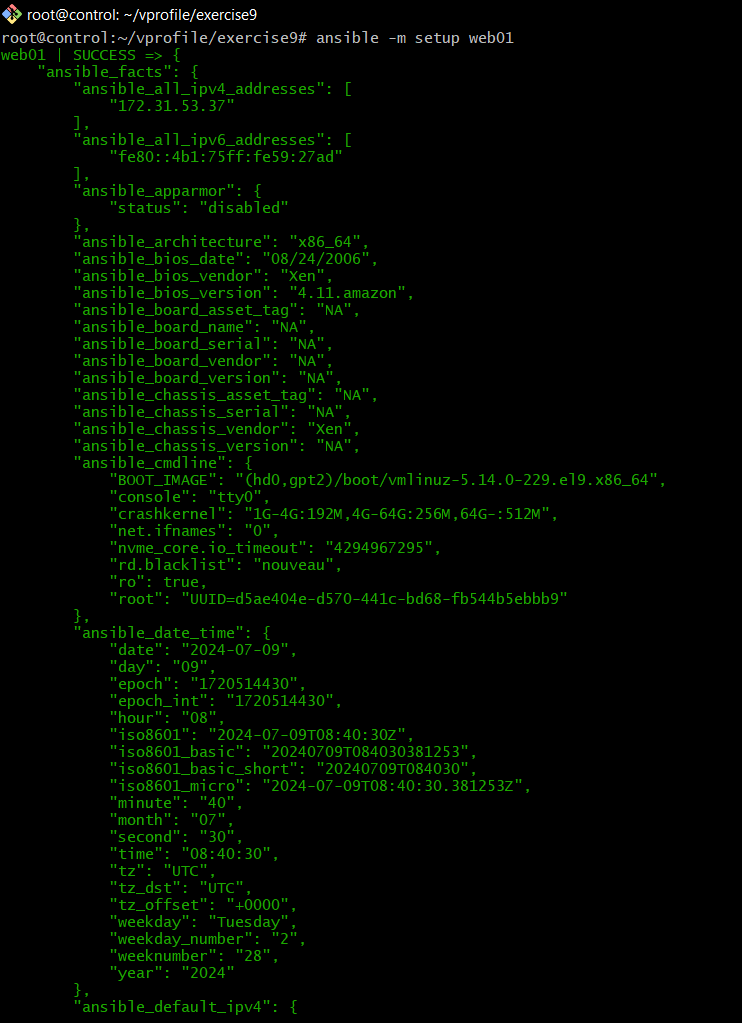 root@control: ~/vprofile/exercise9
root@control:~/vprofile/exercise9# ansible -m setup web01
web01 | SUCCESS => {
    "ansible_facts": {
        "ansible_all_ipv4_addresses": [
            "172.31.53.37"
        ],
        "ansible_all_ipv6_addresses": [
            "fe80::4b1:75ff:fe59:27ad"
        ],
        "ansible_apparmor": {
            "status": "disabled"
        },
        "ansible_architecture": "x86_64",
        "ansible_bios_date": "08/24/2006",
        "ansible_bios_vendor": "Xen",
        "ansible_bios_version": "4.11.amazon",
        "ansible_board_asset_tag": "NA",
        "ansible_board_name": "NA",
        "ansible_board_serial": "NA",
        "ansible_board_vendor": "NA",
        "ansible_board_version": "NA",
        "ansible_chassis_asset_tag": "NA",
        "ansible_chassis_serial": "NA",
        "ansible_chassis_vendor": "Xen",
        "ansible_chassis_version": "NA",
        "ansible_cmdline": {
            "BOOT_IMAGE": "(hd0,gpt2)/boot/vmlinuz-5.14.0-229.el9.x86_64",
            "console": "tty0",
            "crashkernel": "1G-4G:192M,4G-64G:256M,64G-:512M",
            "net.ifnames": "0",
            "nvme_core.io_timeout": "4294967295",
            "rd.blacklist": "nouveau",
            "ro": true,
            "root": "UUID=d5ae404e-d570-441c-bd68-fb544b5ebbb9"
        },
        "ansible_date_time": {
            "date": "2024-07-09",
            "day": "09",
            "epoch": "1720514430",
            "epoch_int": "1720514430",
            "hour": "08",
            "iso8601": "2024-07-09T08:40:30Z",
            "iso8601_basic": "20240709T084030381253",
            "iso8601_basic_short": "20240709T084030",
            "iso8601_micro": "2024-07-09T08:40:30.381253Z",
            "minute": "40",
            "month": "07",
            "second": "30",
            "time": "08:40:30",
            "tz": "UTC",
            "tz_dst": "UTC",
            "tz_offset": "+0000",
            "weekday": "Tuesday",
            "weekday_number": "2",
            "weeknumber": "28",
            "year": "2024"
        },
        "ansible_default_ipv4": {